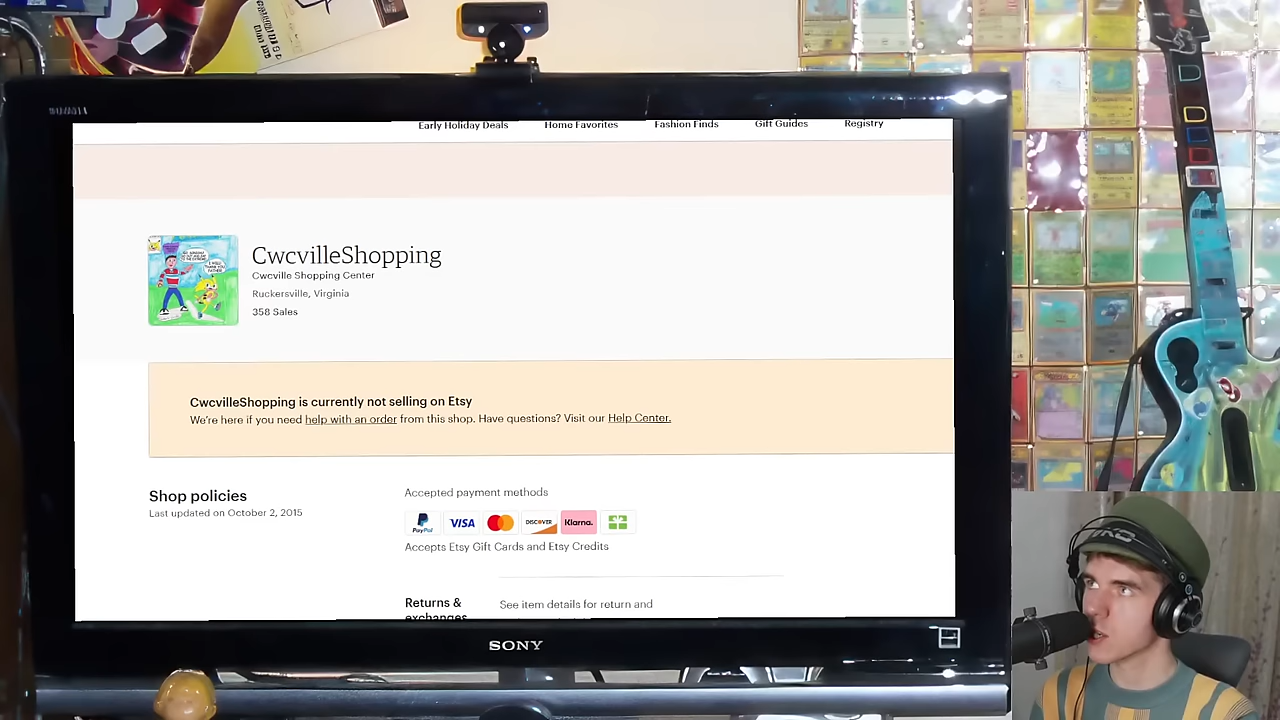 Early Holiday Deals Home Favorites Fashion Finds Gift Guides Registry
CwcvilleShopping
Cwcville Shopping Center
Ruckersville, Virginia
358 Sales
CwcvilleShopping is currently not selling on Etsy
We're here if you need help with an order from this shop. Have questions? Visit our Help Center.
Shop policies
Last updated on October 2, 2015
Accepted payment methods
PayPal VISA MasterCard DISCOVER Klarna.
Accepts Etsy Gift Cards and Etsy Credits
Returns &
exchanges
See item details for return and
SONY